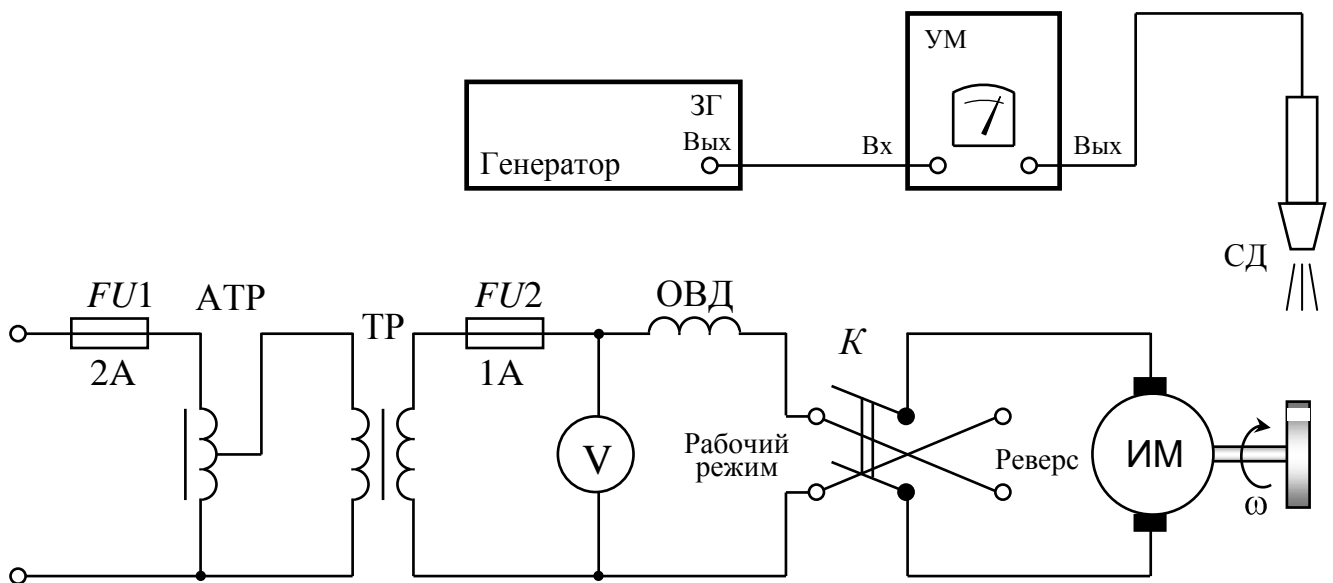 УМ
ЗГ
Вых
Генератор
Вх
Вых
СД
FU1
АТР
ТР
FU2
ОВД
К
2А
1А
V
Рабочий
режим
Реверс
ИМ
ω